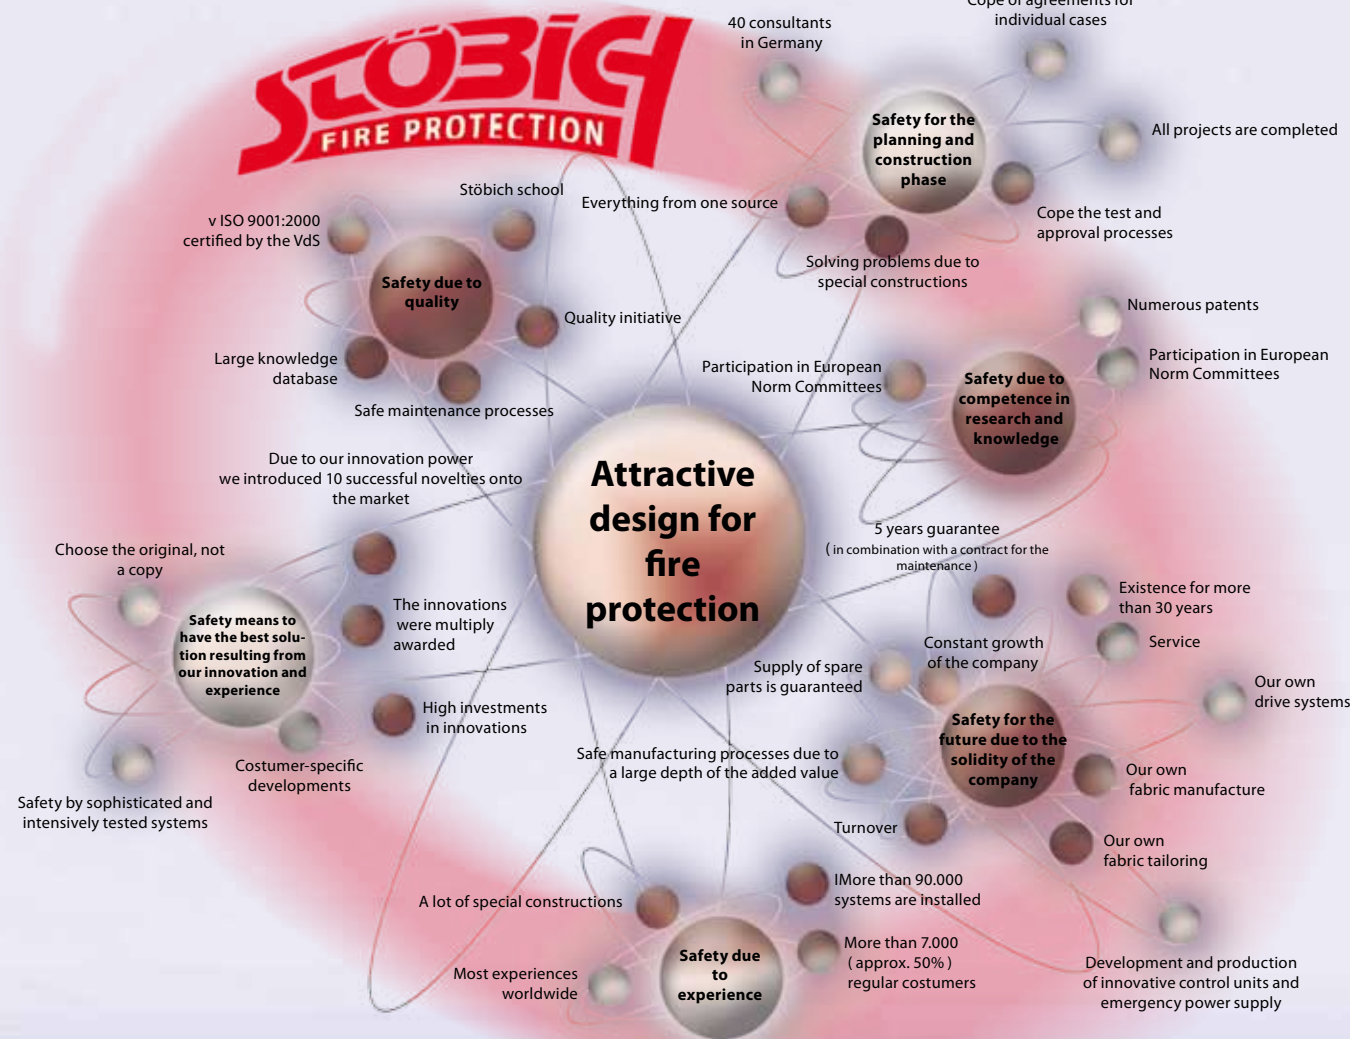 STÖBICH
FIRE PROTECTION
40 consultants
in Germany
Cope of agreements for
individual cases
Safety for the
planning and
construction
phase
All projects are completed
Everything from one source
Cope the test and
approval processes
Solving problems due to
special constructions
Stöbich school
v ISO 9001:2000
certified by the VdS
Safety due to
quality
Quality initiative
Large knowledge
database
Safe maintenance processes
Numerous patents
Participation in European
Norm Committees
Participation in European
Norm Committees
Safety due to
competence in
research and
knowledge
Attractive
design for
fire
protection
Due to our innovation power
we introduced 10 successful novelties onto
the market
Choose the original, not
a copy
The innovations
were multiply
awarded
Safety means to
have the best solu-
tion resulting from
our innovation and
experience
High investments
in innovations
Costumer-specific
developments
Safety by sophisticated and
intensively tested systems
5 years guarantee
( in combination with a contract for the
maintenance )
Existence for more
than 30 years
Service
Constant growth
of the company
Supply of spare
parts is guaranteed
Our own
drive systems
Safety for the
future due to the
solidity of the
company
Safe manufacturing processes due to
a large depth of the added value
Our own
fabric manufacture
Turnover
Our own
fabric tailoring
Development and production
of innovative control units and
emergency power supply
A lot of special constructions
IMore than 90.000
systems are installed
More than 7.000
( approx. 50% )
regular costumers
Most experiences
worldwide
Safety due
to
experience